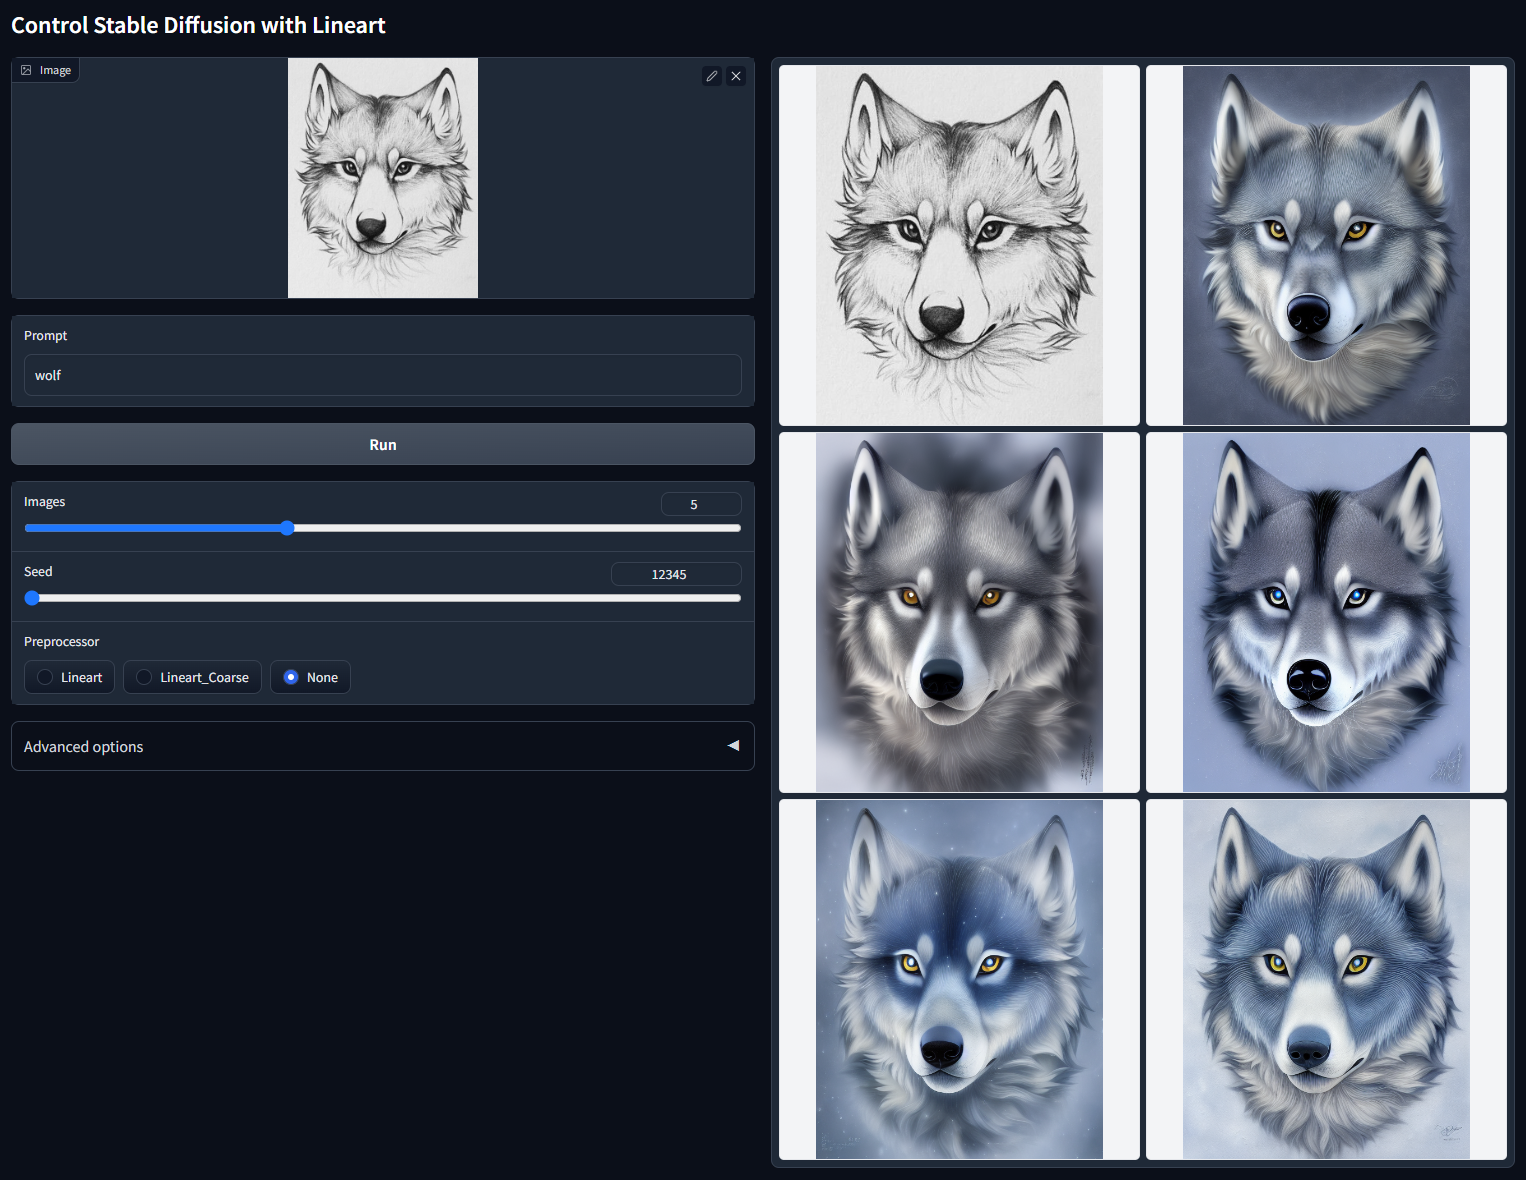 Control Stable Diffusion with Lineart
Image
Prompt
wolf
Run
Images
5
Seed
12345
Preprocessor
Lineart
Lineart_Coarse
None
Advanced options